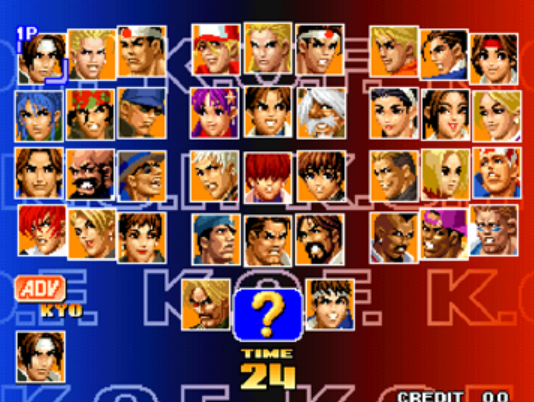 1P
K.O.F. K.O
K.O.F. K.
O.F. K.O.F. K.O
ADV
KYO
O.F. K.O.F. K.O
?
TIME
24
CREDIT 00